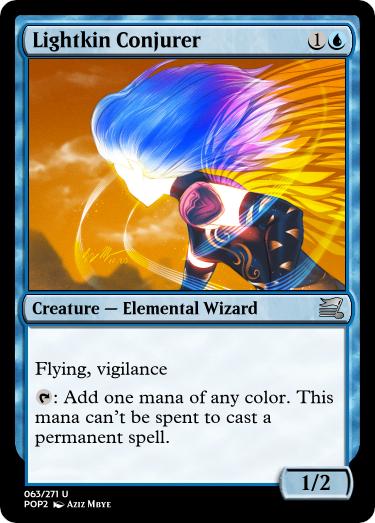 Lightkin Conjurer 1
Creature — Elemental Wizard
Flying, vigilance
: Add one mana of any color. This
mana can't be spent to cast a
permanent spell.
1/2
063/271 U
POP2 Aziz Mbye